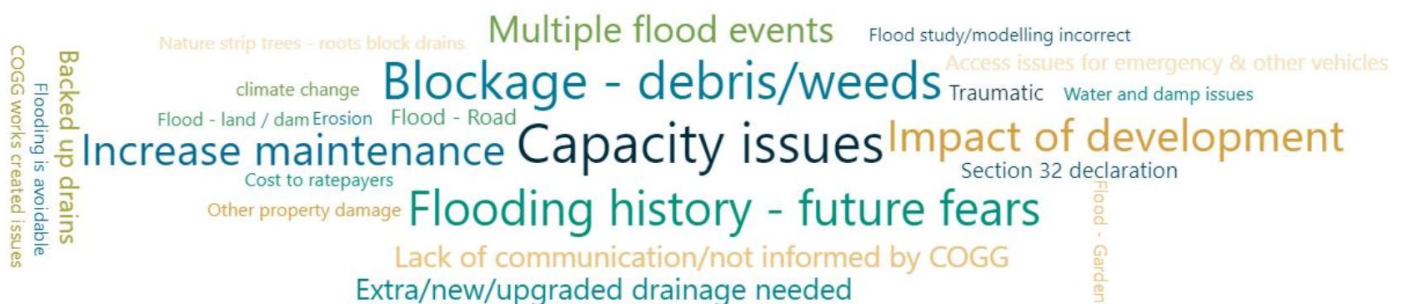 Multiple flood events
Flood study/modelling incorrect
Nature strip trees - roots block drains
Access issues for emergency & other vehicles
Blockage - debris/weeds
climate change
Traumatic
Water and damp issues
Flood - land / dam
Erosion
Flood - Road
Increase maintenance
Capacity issues
Impact of development
Section 32 declaration
Cost to ratepayers
Other property damage
Flooding history - future fears
Lack of communication/not informed by COGG
Extra/new/upgraded drainage needed
COGG works created issues
Flooding is avoidable
Backed up drains
Flood - Garden